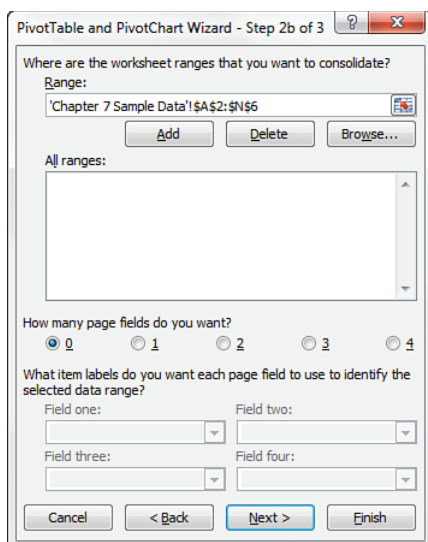 PivotTable and PivotChart Wizard - Step 2b of 3
Where are the worksheet ranges that you want to consolidate?
Range:
'Chapter 7 Sample Data'!$A$2:$N$6
Add Delete Browse...
All ranges:
How many page fields do you want?
0 1 2 3 4
What item labels do you want each page field to use to identify the
selected data range?
Field one: Field two:
Field three: Field four:
Cancel < Back Next > Finish